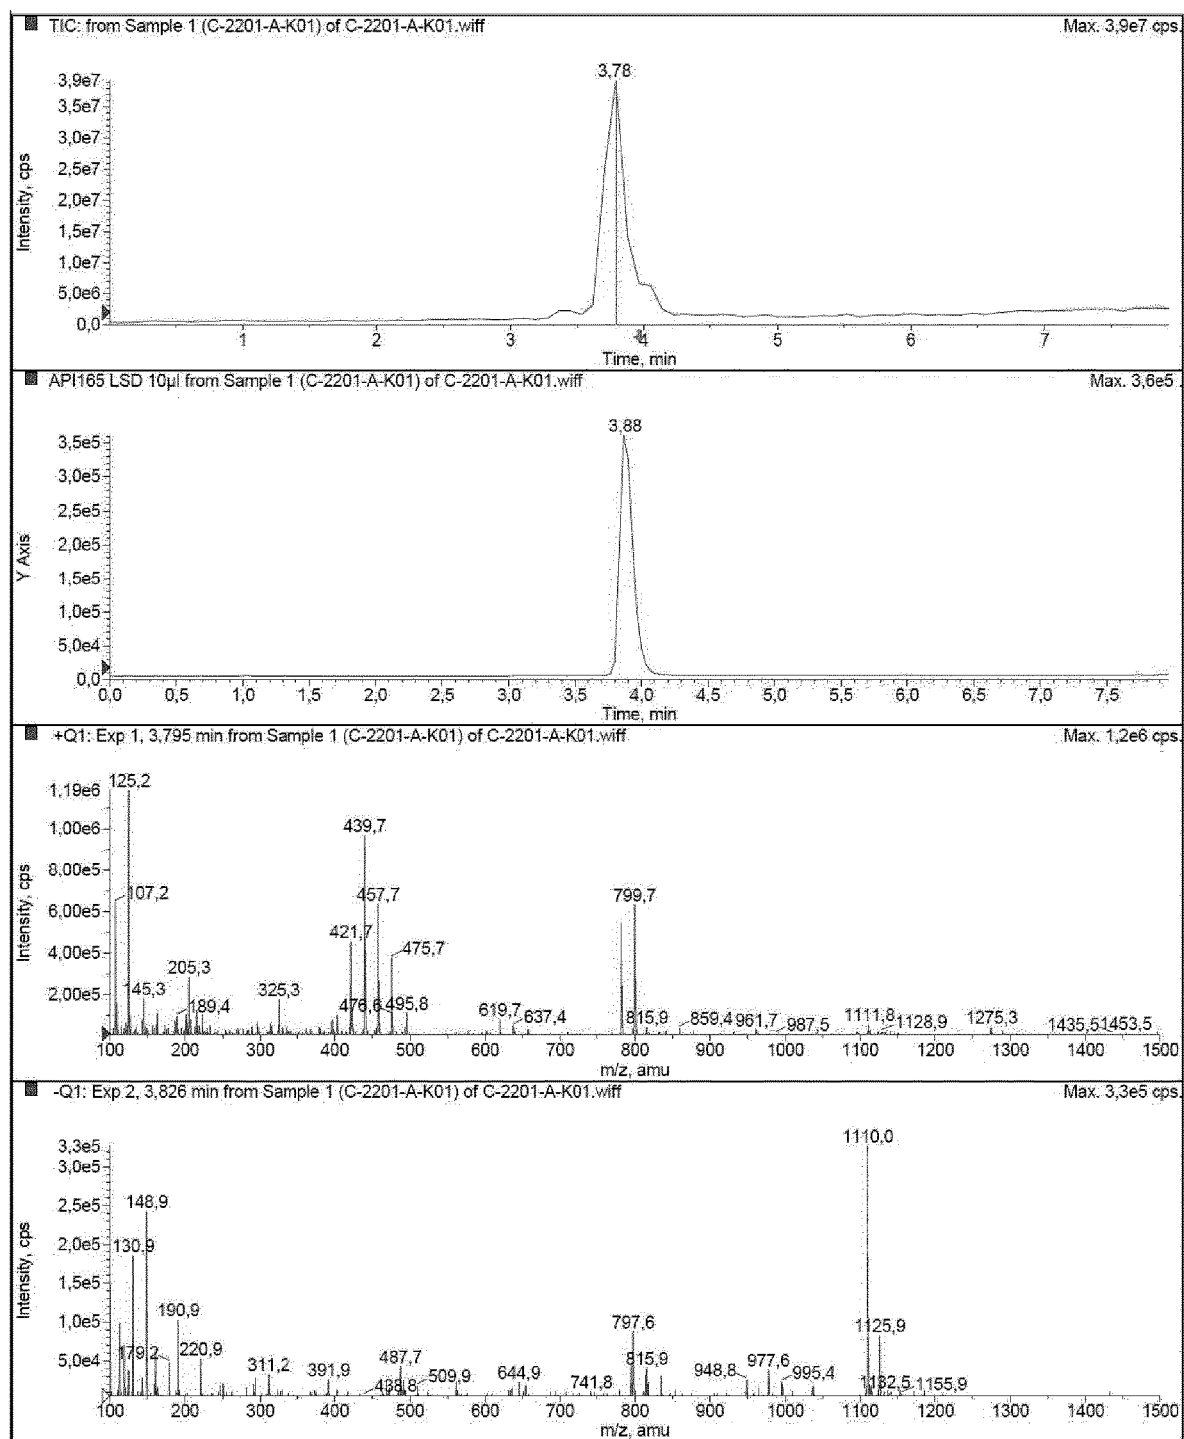 TIC: from Sample 1 (C-2201-A-K01) of C-2201-A-K01.wiff Max. 3,9e7 cps.
3,78
3,9e7
3,5e7
3,0e7
2,5e7
2,0e7
1,5e7
1,0e7
5,0e6
0,0
Intensity, cps
1 2 3 4 5 6 7
Time, min
API165 LSD 10µl from Sample 1 (C-2201-A-K01) of C-2201-A-K01.wiff Max. 3,6e5
3,88
3,5e5
3,0e5
2,5e5
2,0e5
1,5e5
1,0e5
5,0e4
0,0
Y Axis
0,0 0,5 1,0 1,5 2,0 2,5 3,0 3,5 4,0 4,5 5,0 5,5 6,0 6,5 7,0 7,5
Time, min
+Q1: Exp 1, 3,795 min from Sample 1 (C-2201-A-K01) of C-2201-A-K01.wiff Max. 1,2e6 cps.
125,2
1,19e6
1,00e6
8,00e5
6,00e5
4,00e5
2,00e5
Intensity, cps
439,7
107,2 457,7 799,7
421,7 475,7
205,3
145,3 189,4 325,3 476,6 495,8 619,7 637,4 815,9 859,4 961,7 987,5 1111,8 1128,9 1275,3 1435,5 1453,5
100 200 300 400 500 600 700 800 900 1000 1100 1200 1300 1400 1500
m/z, amu
-Q1: Exp 2, 3,826 min from Sample 1 (C-2201-A-K01) of C-2201-A-K01.wiff Max. 3,3e5 cps.
1110,0
3,3e5
3,0e5
2,5e5
2,0e5
1,5e5
1,0e5
5,0e4
Intensity, cps
148,9
130,9
190,9
797,6 1125,9
179,2 220,9 311,2 391,9 487,7 644,9 815,9 948,8 977,6 995,4
438,8 509,9 741,8 1132,5 1155,9
100 200 300 400 500 600 700 800 900 1000 1100 1200 1300 1400 1500
m/z, amu